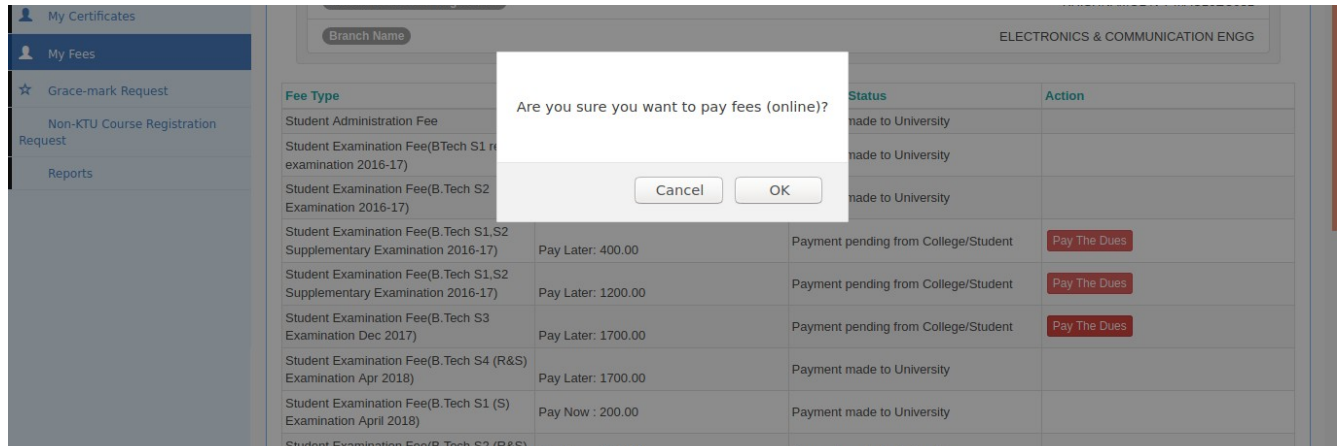 My Certificates
My Fees
Grace-mark Request
Non-KTU Course Registration
Request
Reports
Branch Name
ELECTRONICS & COMMUNICATION ENGG
Are you sure you want to pay fees (online)?
Cancel
OK
Fee Type
Status
Action
Student Administration Fee
made to University
Student Examination Fee(BTech S1
examination 2016-17)
made to University
Student Examination Fee(B.Tech S2
Examination 2016-17)
made to University
Student Examination Fee(B.Tech S1,S2
Supplementary Examination 2016-17)
Pay Later: 400.00
Payment pending from College/Student
Pay The Dues
Student Examination Fee(B.Tech S1,S2
Supplementary Examination 2016-17)
Pay Later: 1200.00
Payment pending from College/Student
Pay The Dues
Student Examination Fee(B.Tech S3
Examination Dec 2017)
Pay Later: 1700.00
Payment pending from College/Student
Pay The Dues
Student Examination Fee(B.Tech S4 (R&S)
Examination Apr 2018)
Pay Later: 1700.00
Payment made to University
Student Examination Fee(B.Tech S1 (S)
Examination April 2018)
Pay Now : 200.00
Payment made to University
Student Examination Fee(B.Tech S2 (R&S)